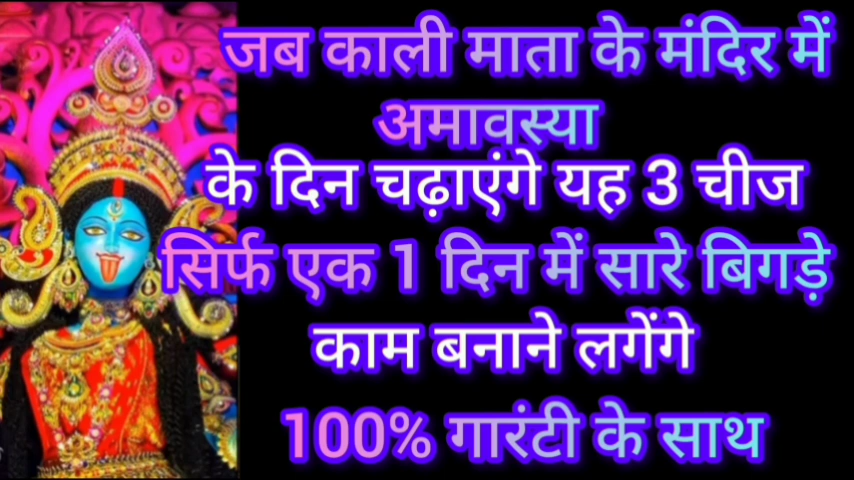 जब काली माता के मंदिर में
अमावस्या
के दिन चढ़ाएंगे यह 3 चीज
सिर्फ एक 1 दिन में सारे बिगड़े
काम बनाने लगेंगे
100% गारंटी के साथ